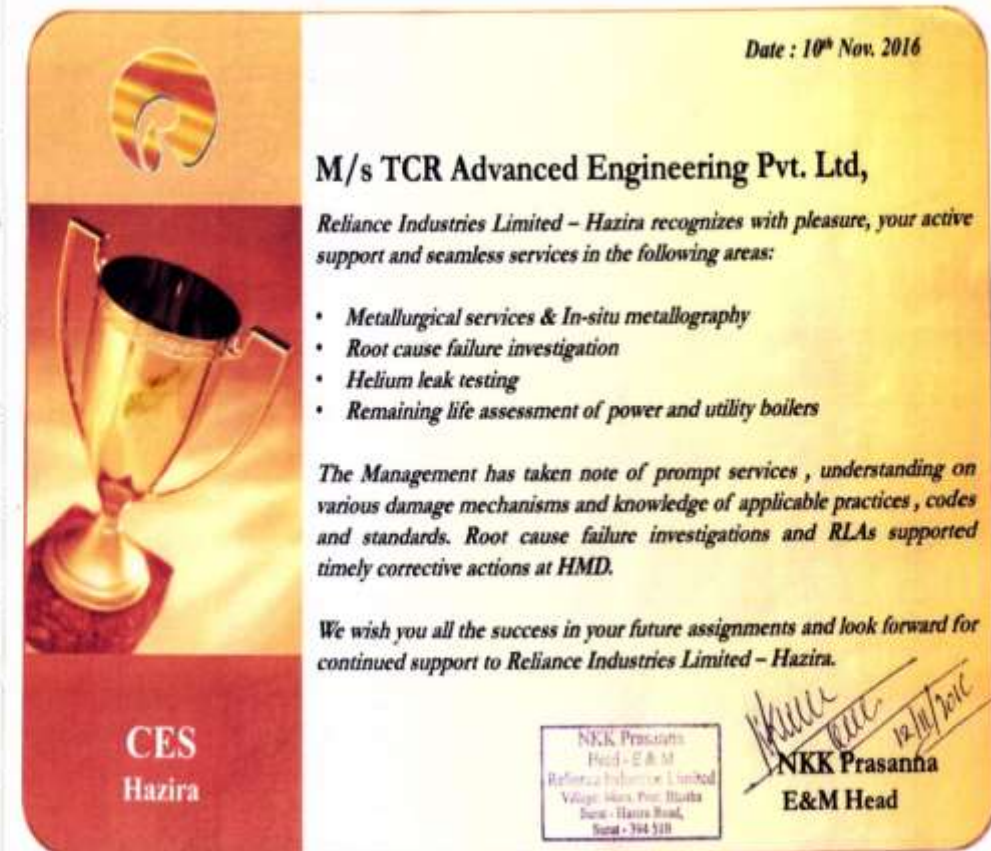 Date : 10th Nov. 2016
M/s TCR Advanced Engineering Pvt. Ltd,
Reliance Industries Limited – Hazira recognizes with pleasure, your active
support and seamless services in the following areas:
• Metallurgical services & In-situ metallography
• Root cause failure investigation
• Helium leak testing
• Remaining life assessment of power and utility boilers
The Management has taken note of prompt services , understanding on
various damage mechanisms and knowledge of applicable practices , codes
and standards. Root cause failure investigations and RLAs supported
timely corrective actions at HMD.
We wish you all the success in your future assignments and look forward for
continued support to Reliance Industries Limited – Hazira.
CES
Hazira
NKK Prasanna
Head - E & M
Reliance Industries Limited
Surat - Hazira Road,
Surat - 394 510
12/11/2016
NKK Prasanna
E&M Head